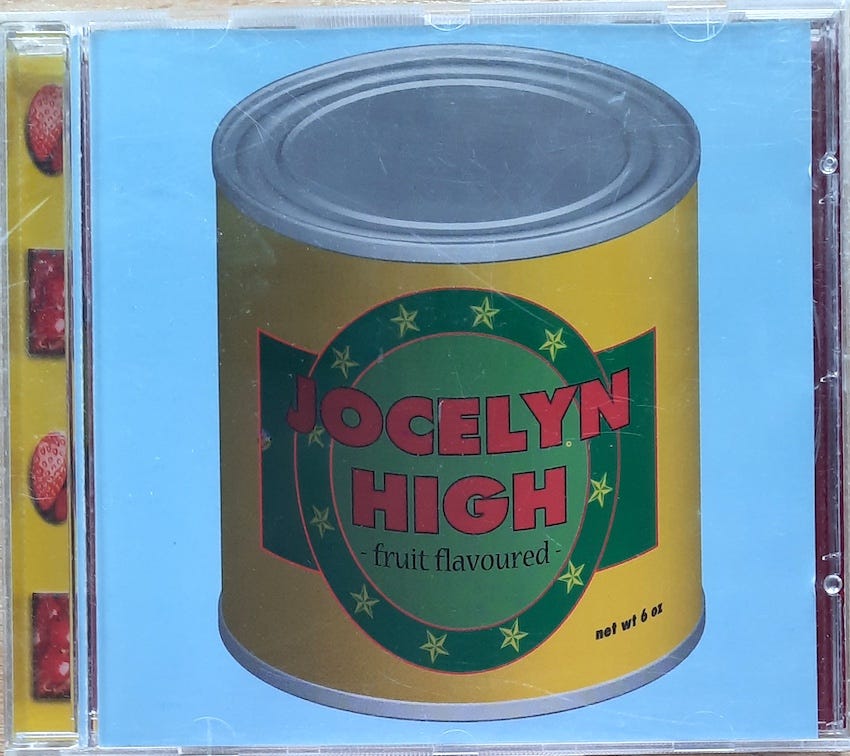 JOCELYN
HIGH
- fruit flavoured -
net wt 6 oz